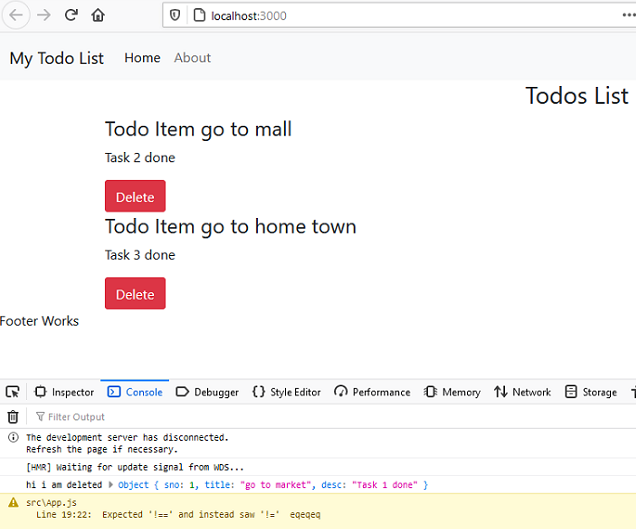 localhost:3000
My Todo List Home About
Todos List
Todo Item go to mall
Task 2 done
Delete
Todo Item go to home town
Task 3 done
Delete
Footer Works
Inspector Console Debugger {} Style Editor Performance Memory Network Storage
Filter Output
The development server has disconnected.
Refresh the page if necessary.
[HMR] Waiting for update signal from WDS...
hi i am deleted ▶ Object { sno: 1, title: "go to market", desc: "Task 1 done" }
src\App.js
Line 19:22:  Expected '!==' and instead saw '!='  eqeqeq